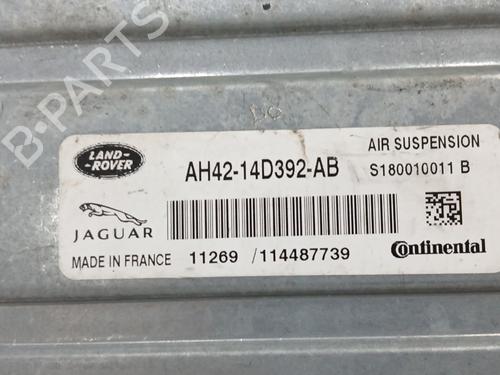 B-PARTS
LAND-
ROVER
AH42-14D392-AB
AIR SUSPENSION
S180010011 B
JAGUAR
MADE IN FRANCE
11269 /114487739
Continental